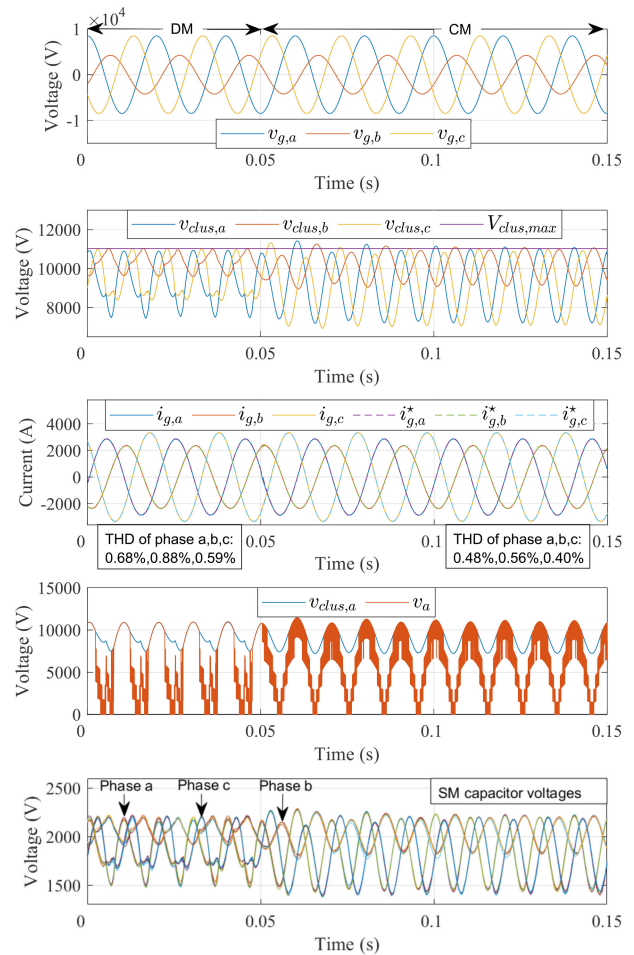 ×10⁴
DM
CM
1
0
-1
Voltage (V)
v_{g,a} v_{g,b} v_{g,c}
0 0.05 0.1 0.15
Time (s)
12000
10000
8000
Voltage (V)
v_{clus,a} v_{clus,b} v_{clus,c} V_{clus,max}
0 0.05 0.1 0.15
Time (s)
4000
2000
0
-2000
Current (A)
i_{g,a} i_{g,b} i_{g,c} i^{⋆}_{g,a} i^{⋆}_{g,b} i^{⋆}_{g,c}
0 0.05 0.1 0.15
THD of phase a,b,c:
0.68%,0.88%,0.59%
THD of phase a,b,c:
0.48%,0.56%,0.40%
Time (s)
15000
10000
5000
0
Voltage (V)
v_{clus,a} v_a
0 0.05 0.1 0.15
Time (s)
2500
2000
1500
Voltage (V)
Phase a Phase c Phase b
SM capacitor voltages
0 0.05 0.1 0.15
Time (s)